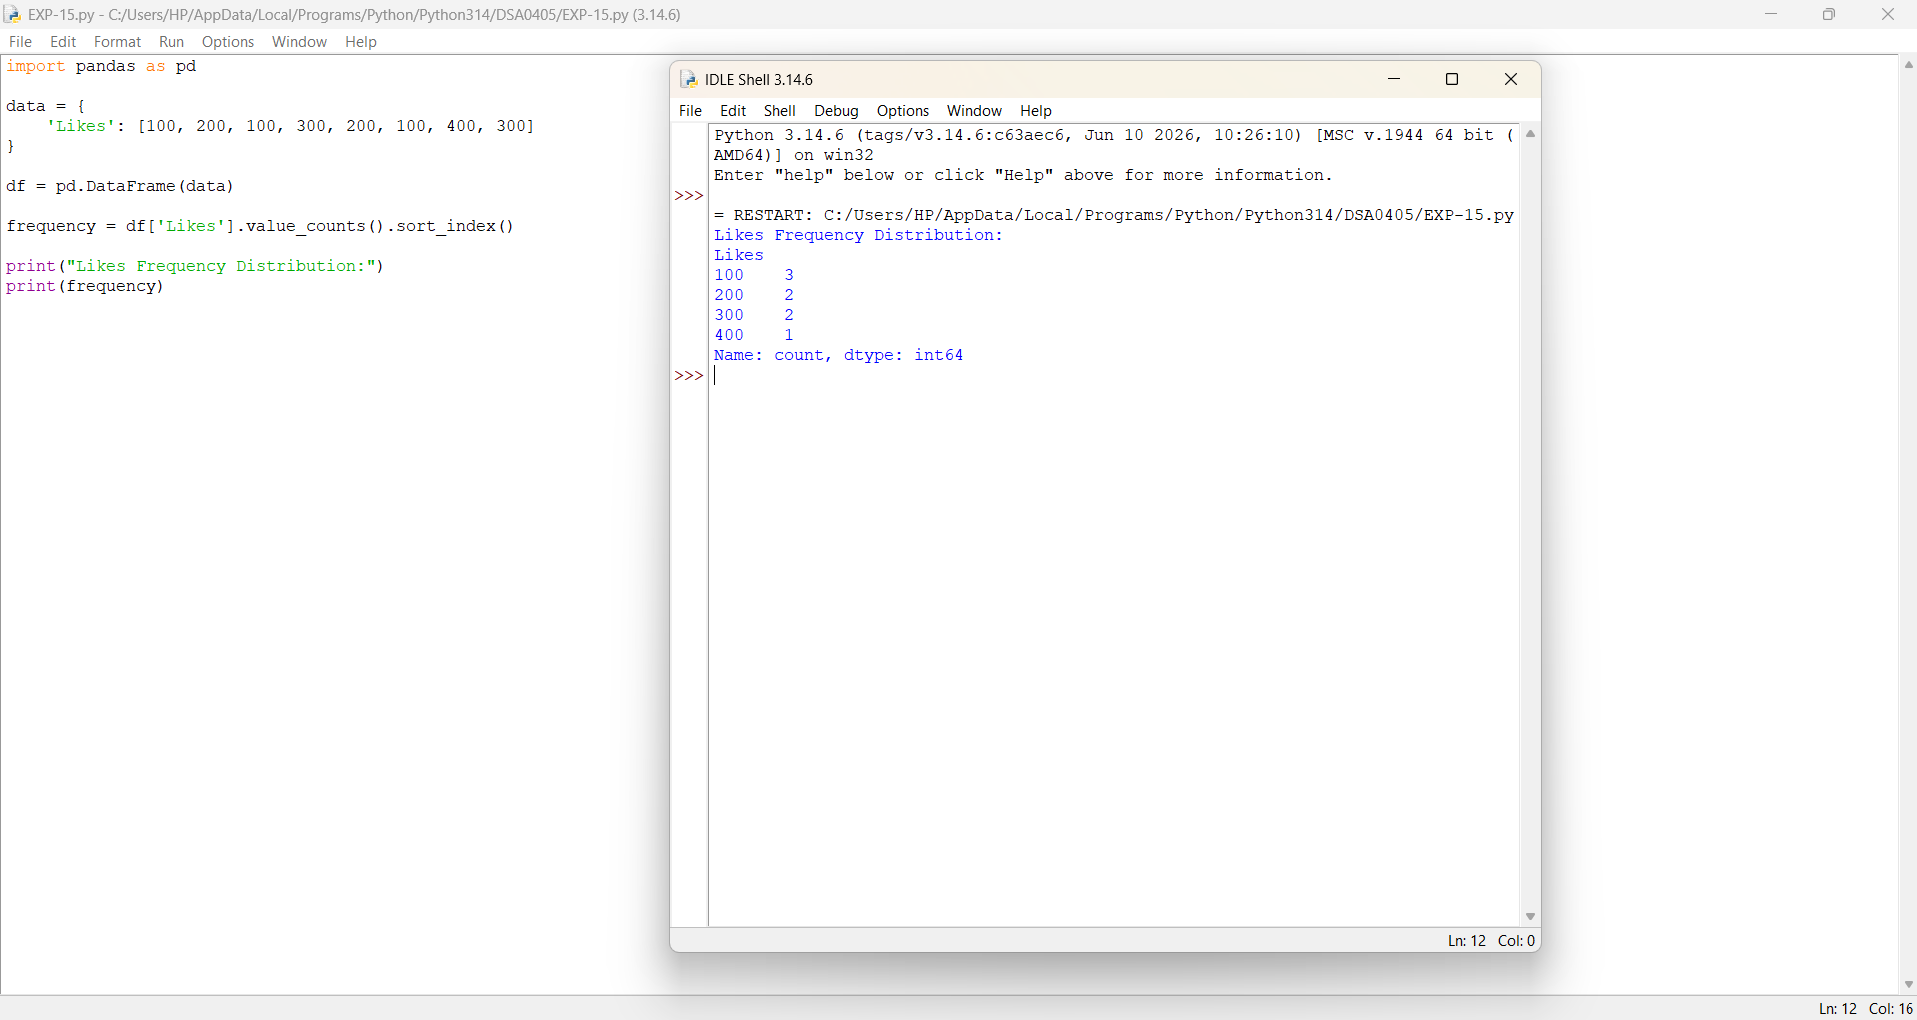 EXP-15.py - C:/Users/HP/AppData/Local/Programs/Python/Python314/DSA0405/EXP-15.py (3.14.6)
File Edit Format Run Options Window Help
import pandas as pd
data = {
    'Likes': [100, 200, 100, 300, 200, 100, 400, 300]
}
df = pd.DataFrame(data)
frequency = df['Likes'].value_counts().sort_index()
print("Likes Frequency Distribution:")
print(frequency)
IDLE Shell 3.14.6
File Edit Shell Debug Options Window Help
Python 3.14.6 (tags/v3.14.6:c63aec6, Jun 10 2026, 10:26:10) [MSC v.1944 64 bit (
AMD64)] on win32
Enter "help" below or click "Help" above for more information.
>>>
= RESTART: C:/Users/HP/AppData/Local/Programs/Python/Python314/DSA0405/EXP-15.py
Likes Frequency Distribution:
Likes
100    3
200    2
300    2
400    1
Name: count, dtype: int64
>>>
Ln: 12 Col: 0
Ln: 12 Col: 16